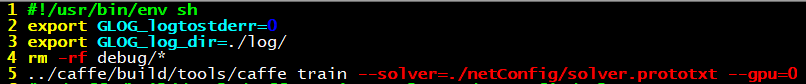 1 #!/usr/bin/env sh
2 export GLOG_logtostderr=0
3 export GLOG_log_dir=./log/
4 rm -rf debug/*
5 ../caffe/build/tools/caffe train --solver=./netConfig/solver.prototxt --gpu=0